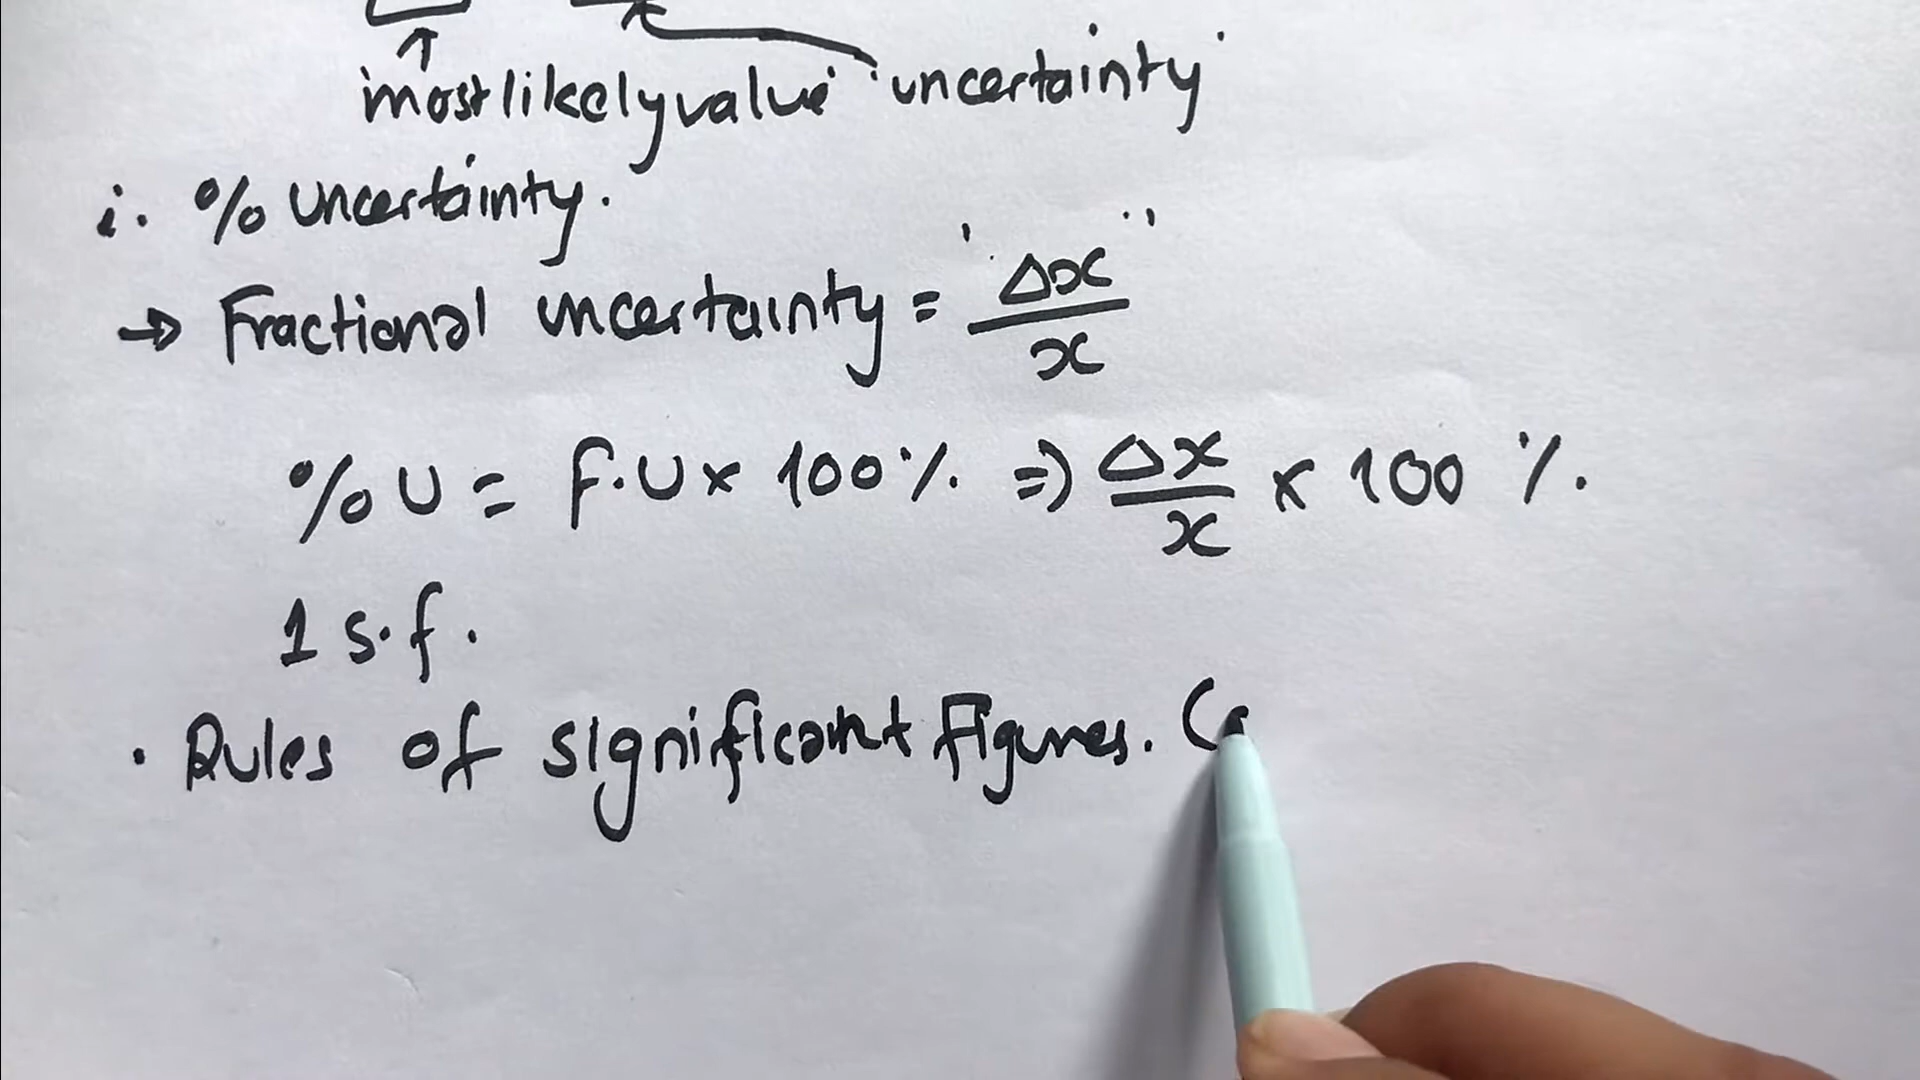 most likely value uncertainty
i. % uncertainty.
→ Fractional uncertainty = Δx/x
%U = F.U × 100% ⇒ Δx/x × 100 %.
1 s.f.
. Rules of significant figures. (